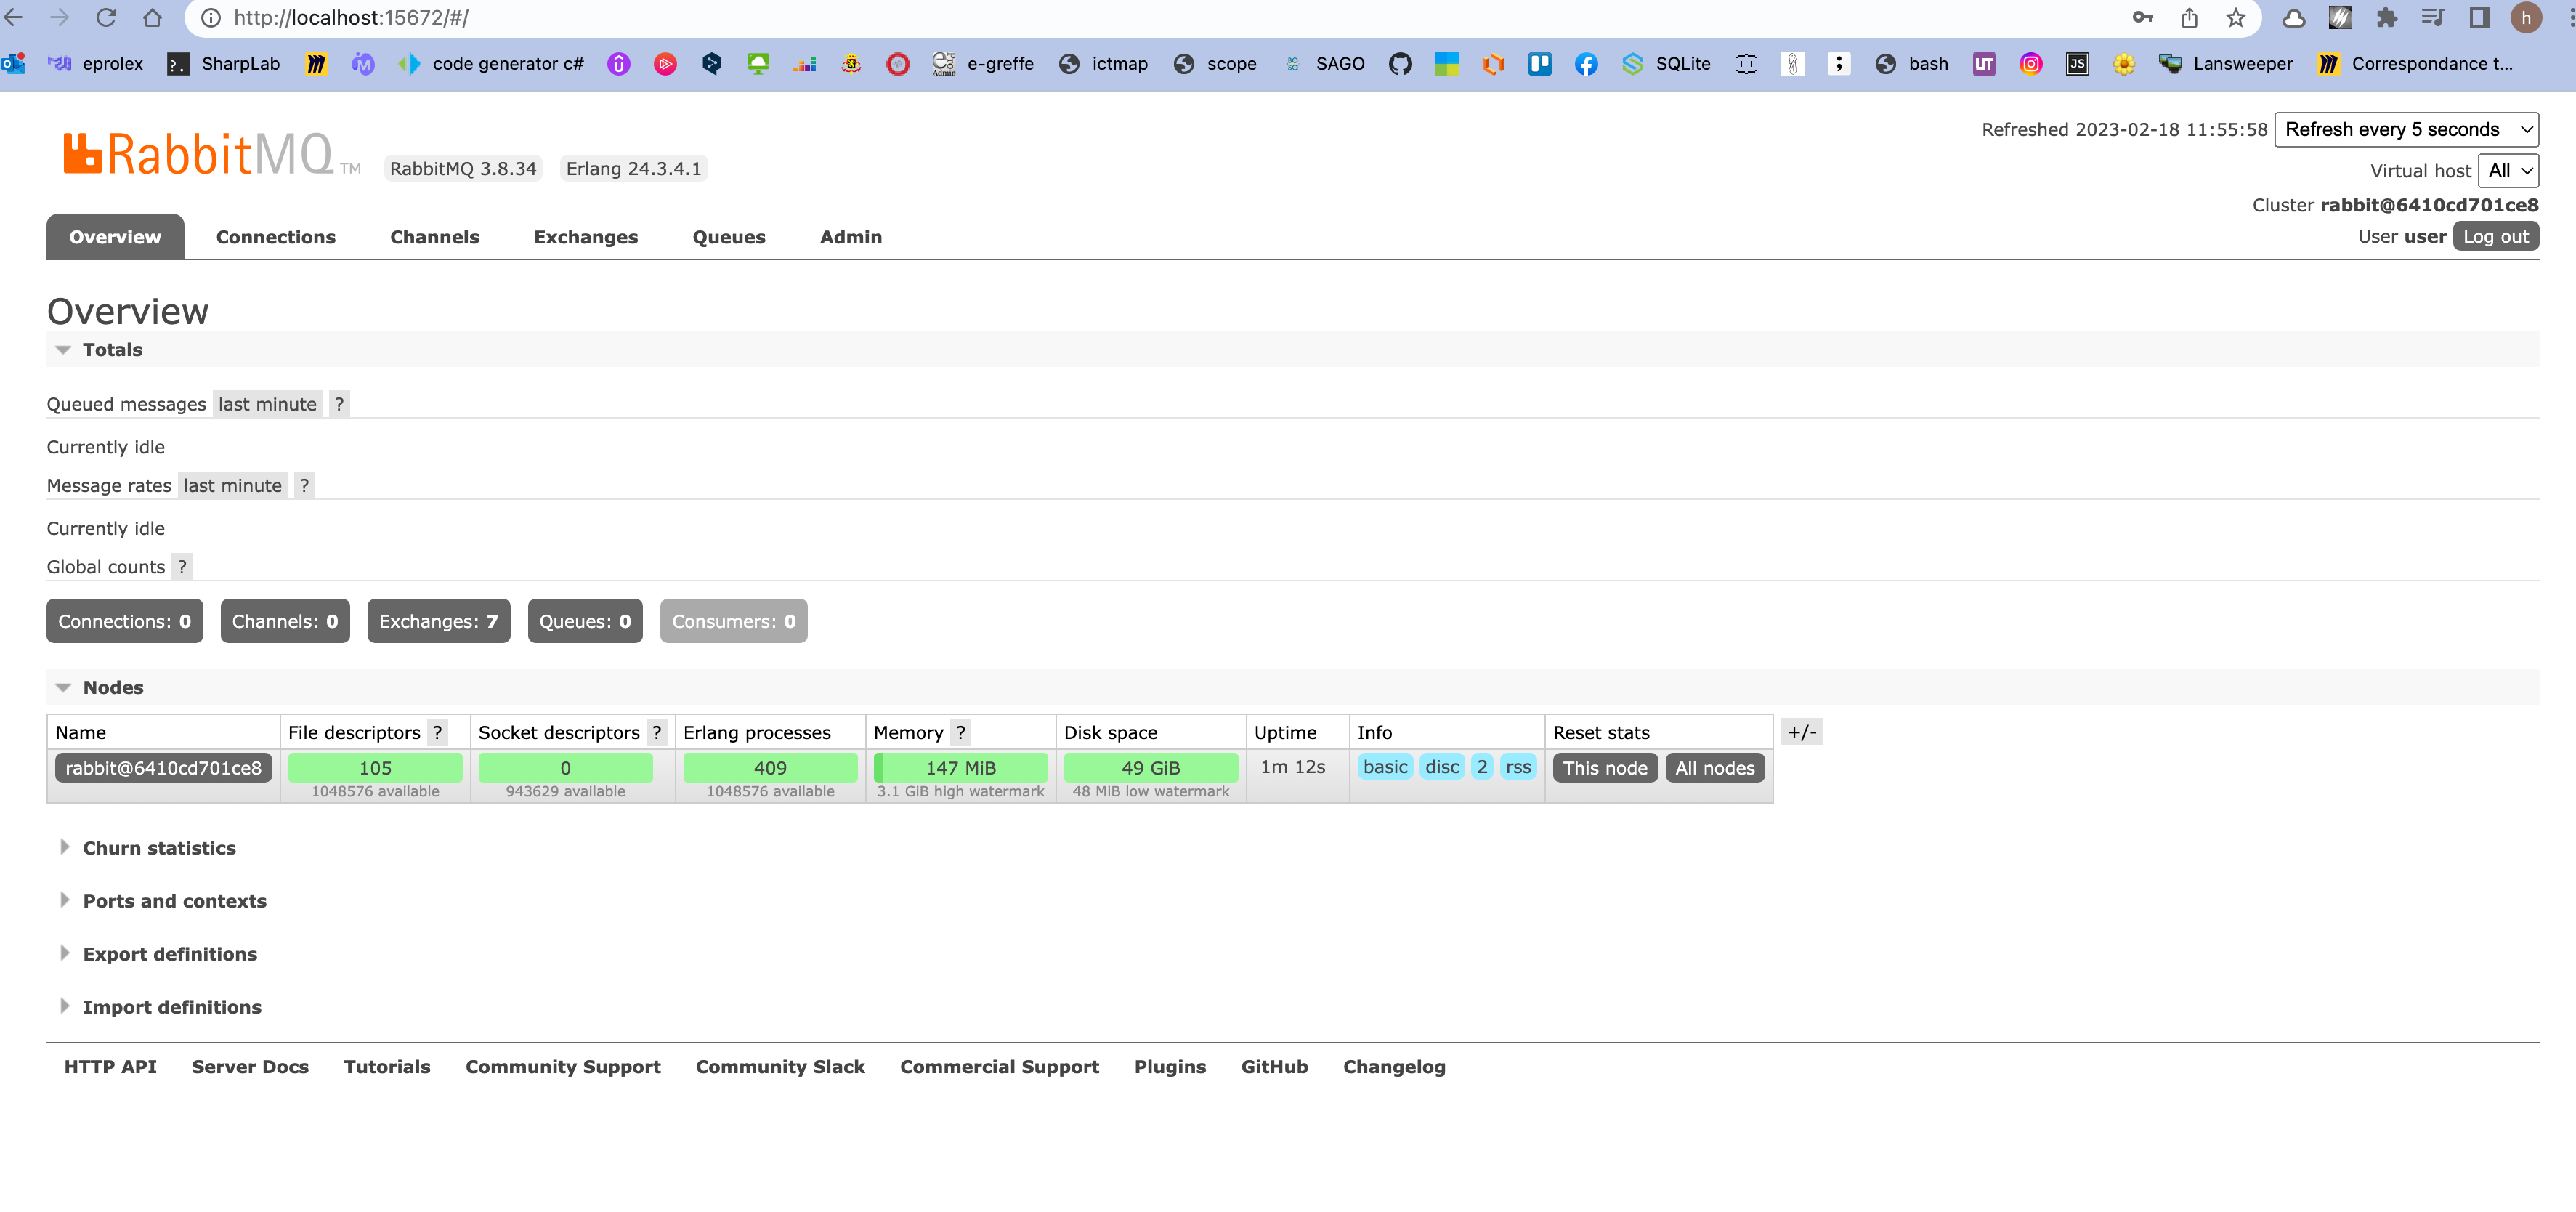 http://localhost:15672/#/
h
eprolex SharpLab code generator c# e-greffe ictmap scope SAGO SQLite bash UT JS Lansweeper Correspondance t...
RabbitMQ TM RabbitMQ 3.8.34 Erlang 24.3.4.1
Refreshed 2023-02-18 11:55:58 Refresh every 5 seconds
Virtual host All
Cluster rabbit@6410cd701ce8
User user Log out
Overview Connections Channels Exchanges Queues Admin
Overview
Totals
Queued messages last minute ?
Currently idle
Message rates last minute ?
Currently idle
Global counts ?
Connections: 0 Channels: 0 Exchanges: 7 Queues: 0 Consumers: 0
Nodes
Name File descriptors ? Socket descriptors ? Erlang processes Memory ? Disk space Uptime Info Reset stats +/-
rabbit@6410cd701ce8 105 0 409 147 MiB 49 GiB 1m 12s basic disc 2 rss This node All nodes
1048576 available 943629 available 1048576 available 3.1 GiB high watermark 48 MiB low watermark
Churn statistics
Ports and contexts
Export definitions
Import definitions
HTTP API Server Docs Tutorials Community Support Community Slack Commercial Support Plugins GitHub Changelog